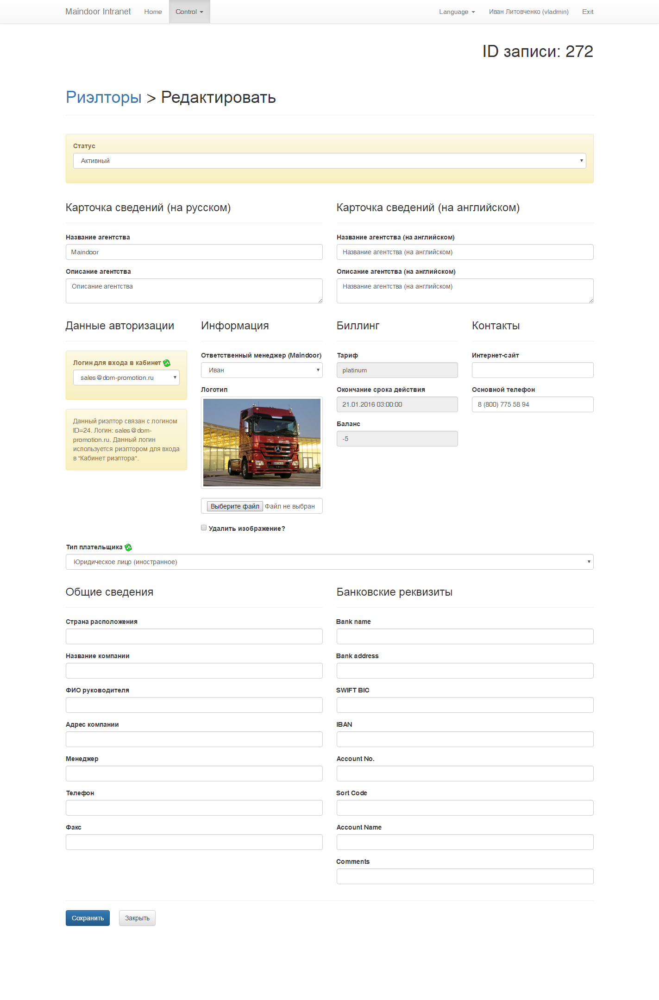 Maindoor Intranet Home Control Language Иван Литовченко (vladmin) Exit
ID записи: 272
Риэлторы > Редактировать
Статус
Активный
Карточка сведений (на русском)
Название агентства
Maindoor
Описание агентства
Описание агентства
Карточка сведений (на английском)
Название агентства (на английском)
Название агентства (на английском)
Описание агентства (на английском)
Название агентства (на английском)
Данные авторизации
Логин для входа в кабинет
sales@dom-promotion.ru
Данный риэлтор связан с логином
ID=24. Логин: sales@dom-
promotion.ru. Данный логин
используется риэлтором для входа
в "Кабинет риэлтора".
Информация
Ответственный менеджер (Maindoor)
Иван
Логотип
Выберите файл Файл не выбран
Удалить изображение?
Биллинг
Тариф
platinum
Окончание срока действия
21.01.2016 03:00:00
Баланс
-5
Контакты
Интернет-сайт
Основной телефон
8 (800) 775 58 94
Тип плательщика
Юридическое лицо (иностранное)
Общие сведения
Страна расположения
Название компании
ФИО руководителя
Адрес компании
Менеджер
Телефон
Факс
Банковские реквизиты
Bank name
Bank address
SWIFT BIC
IBAN
Account No.
Sort Code
Account Name
Comments
Сохранить Закрыть